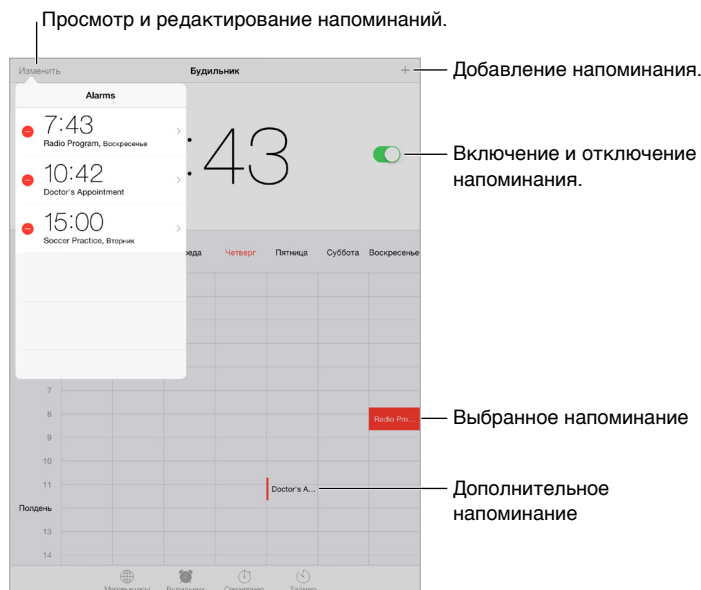 Просмотр и редактирование напоминаний.
Изменить
Будильник
+
Добавление напоминания.
Alarms
7:43
Radio Program, Воскресенье
10:42
Doctor's Appointment
15:00
Soccer Practice, Вторник
:43
Включение и отключение
напоминания.
реда Четверг Пятница Суббота Воскресенье
7
8
Radio Pro...
Выбранное напоминание
9
10
11
Doctor's A...
Дополнительное
напоминание
Полдень
13
14